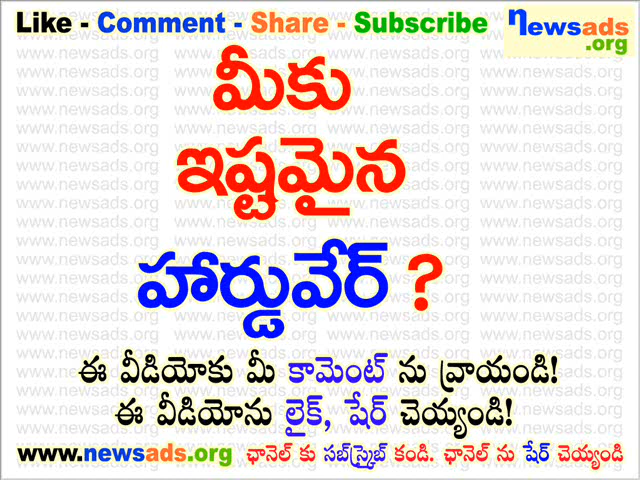 Like - Comment - Share - Subscribe
newsads
.org
మీకు
ఇష్టమైన
హార్డువేర్ ?
ఈ వీడియోకు మీ కామెంట్ ను వ్రాయండి!
ఈ వీడియోను లైక్, షేర్ చెయ్యండి!
www.newsads.org ఛానెల్ కు సబ్‌స్క్రైబ్ కండి. ఛానెల్ ను షేర్ చెయ్యండి